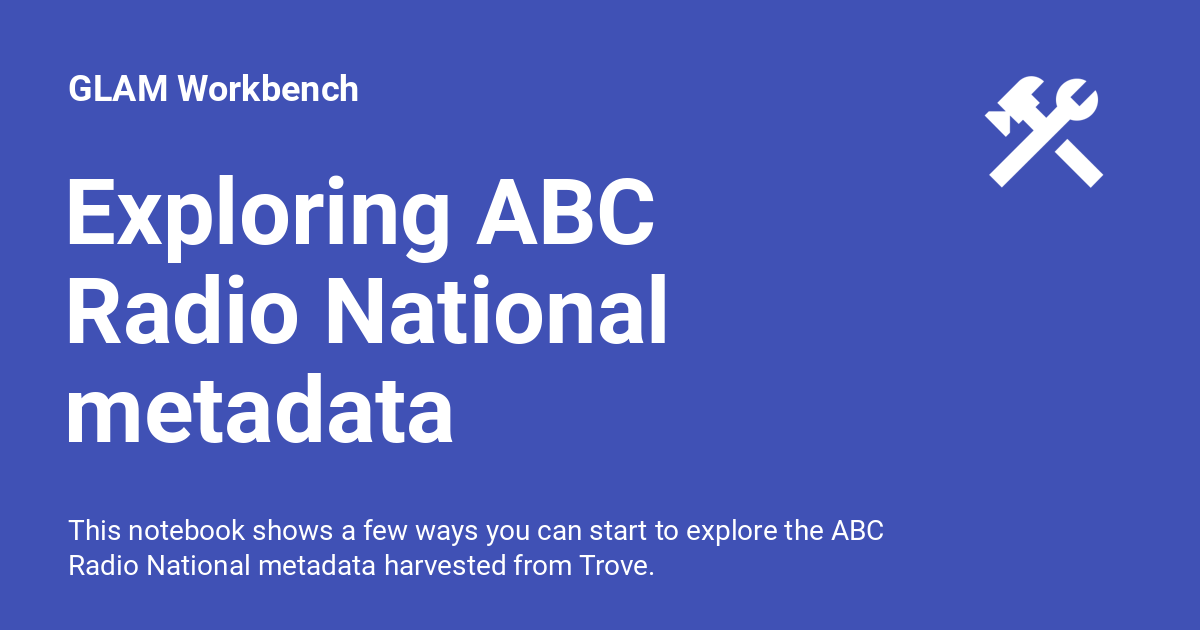 GLAM Workbench
Exploring ABC
Radio National
metadata
This notebook shows a few ways you can start to explore the ABC
Radio National metadata harvested from Trove.